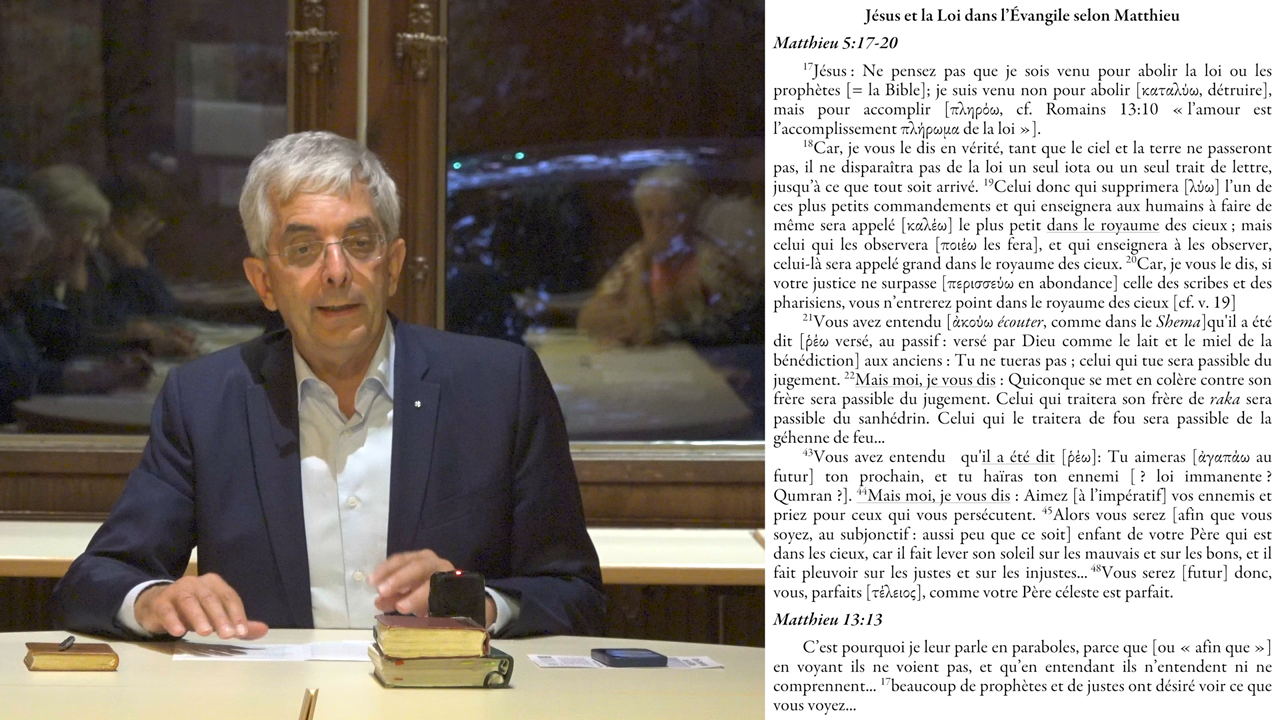 Jésus et la Loi dans l’Évangile selon Matthieu
Matthieu 5:17-20
17Jésus : Ne pensez pas que je sois venu pour abolir la loi ou les
prophètes [= la Bible]; je suis venu non pour abolir [καταλύω, détruire],
mais pour accomplir [πληρόω, cf. Romains 13:10 « l’amour est
l’accomplissement πλήρωμα de la loi »].
18Car, je vous le dis en vérité, tant que le ciel et la terre ne passeront
pas, il ne disparaîtra pas de la loi un seul iota ou un seul trait de lettre,
jusqu’à ce que tout soit arrivé. 19Celui donc qui supprimera [λύω] l’un de
ces plus petits commandements et qui enseignera aux humains à faire de
même sera appelé [καλέω] le plus petit dans le royaume des cieux ; mais
celui qui les observera [ποιέω les fera], et qui enseignera à les observer,
celui-là sera appelé grand dans le royaume des cieux. 20Car, je vous le dis, si
votre justice ne surpasse [περισσεύω en abondance] celle des scribes et des
pharisiens, vous n’entrerez point dans le royaume des cieux [cf. v. 19]
21Vous avez entendu [ἀκούω écouter, comme dans le Shema]qu'il a été
dit [ῥέω versé, au passif : versé par Dieu comme le lait et le miel de la
bénédiction] aux anciens : Tu ne tueras pas ; celui qui tue sera passible du
jugement. 22Mais moi, je vous dis : Quiconque se met en colère contre son
frère sera passible du jugement. Celui qui traitera son frère de raka sera
passible du sanhédrin. Celui qui le traitera de fou sera passible de la
géhenne de feu...
43Vous avez entendu qu'il a été dit [ῥέω]: Tu aimeras [ἀγαπάω au
futur] ton prochain, et tu haïras ton ennemi [ ? loi immanente ?
Qumran ?]. 44Mais moi, je vous dis : Aimez [à l’impératif] vos ennemis et
priez pour ceux qui vous persécutent. 45Alors vous serez [afin que vous
soyez, au subjonctif : aussi peu que ce soit] enfant de votre Père qui est
dans les cieux, car il fait lever son soleil sur les mauvais et sur les bons, et il
fait pleuvoir sur les justes et sur les injustes... 48Vous serez [futur] donc,
vous, parfaits [τέλειος], comme votre Père céleste est parfait.
Matthieu 13:13
C’est pourquoi je leur parle en paraboles, parce que [ou « afin que »]
en voyant ils ne voient pas, et qu’en entendant ils n’entendent ni ne
comprennent... 17beaucoup de prophètes et de justes ont désiré voir ce que
vous voyez...